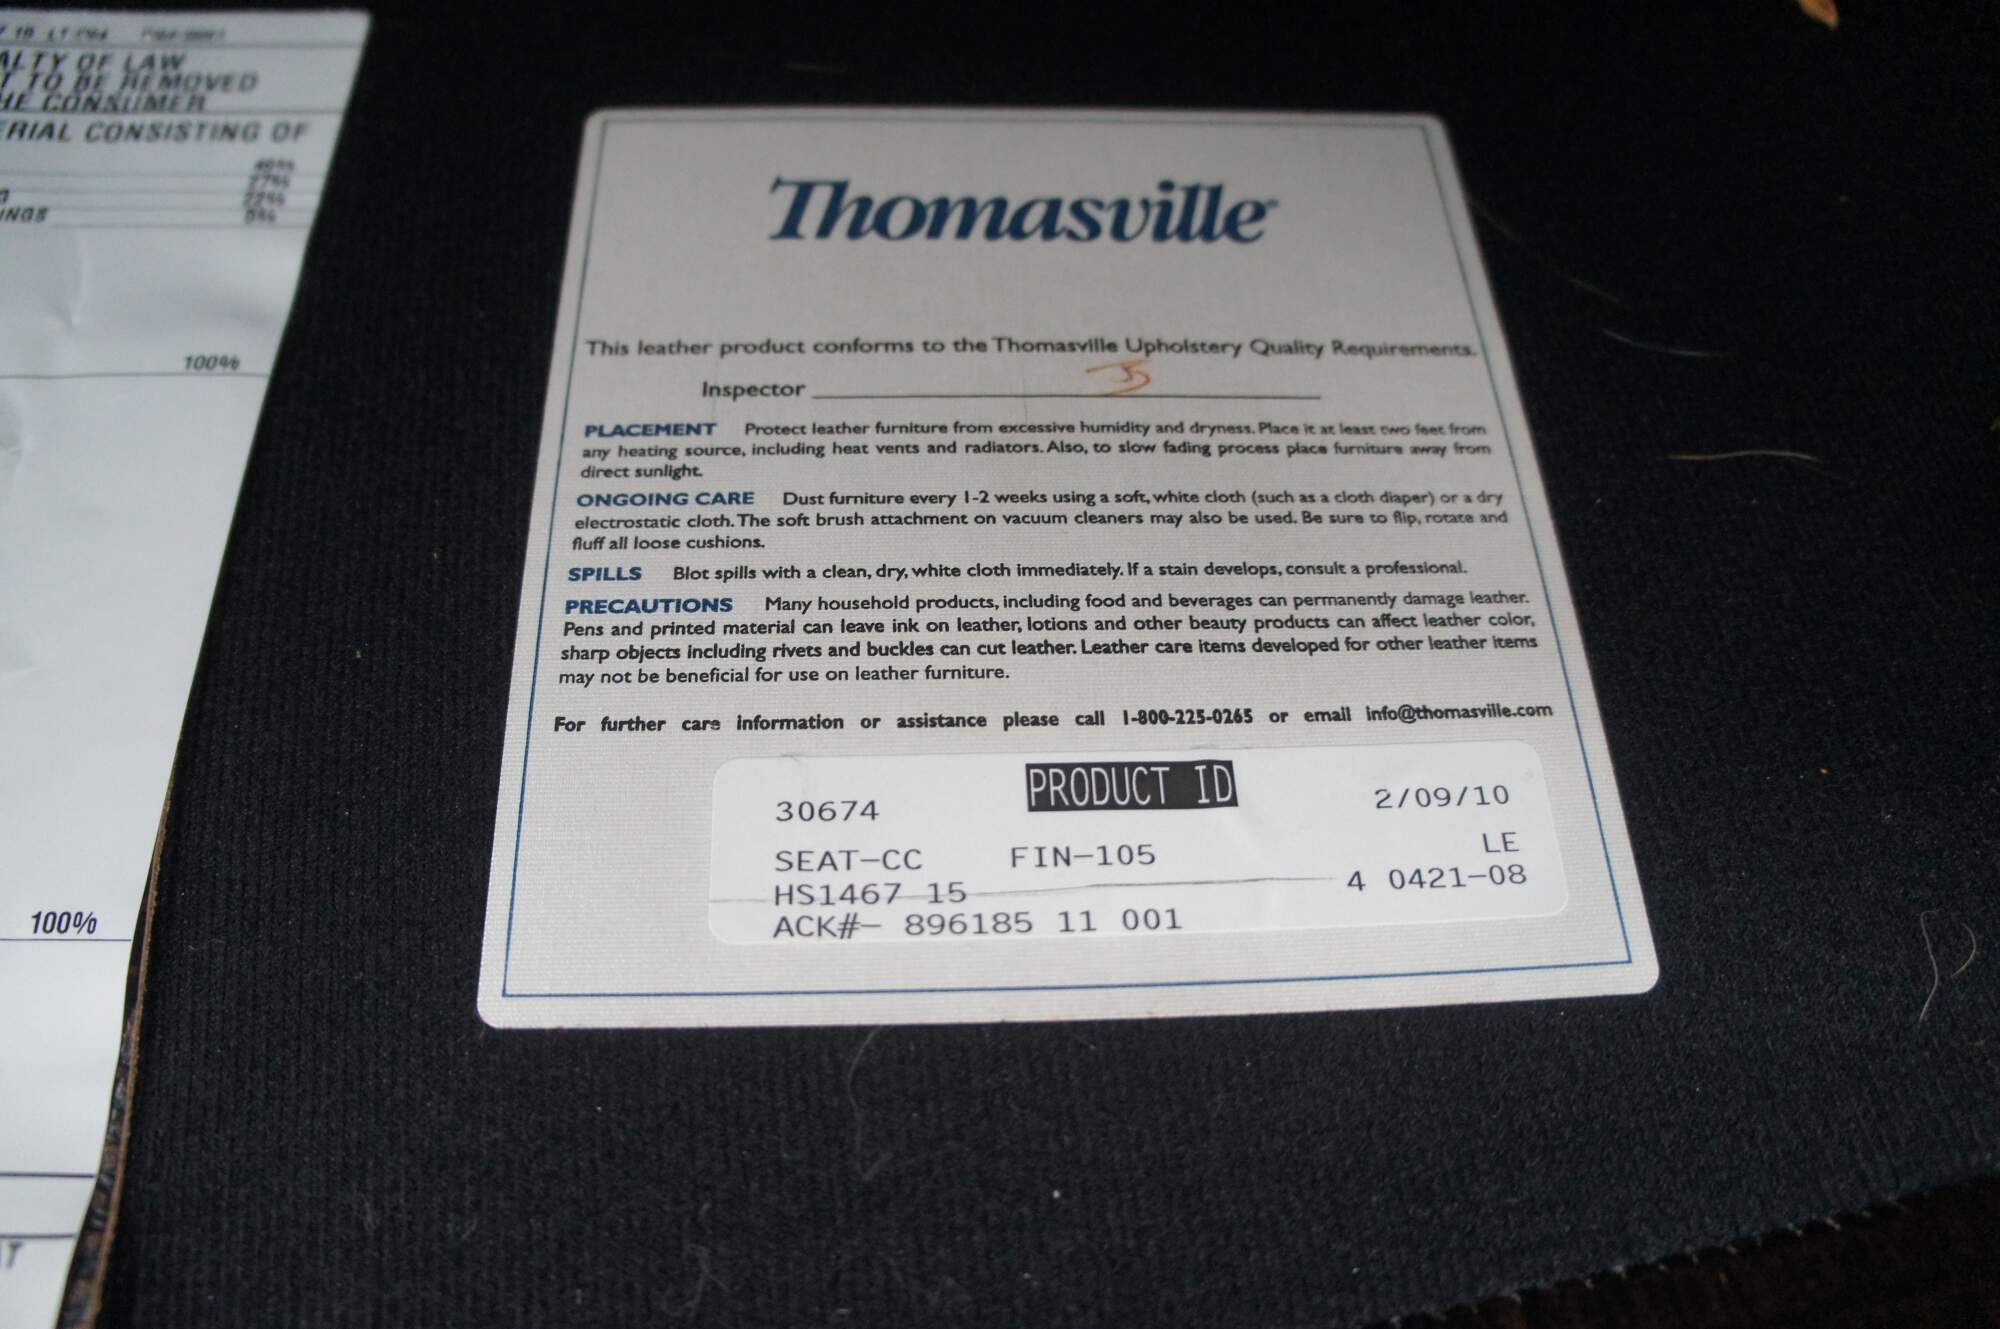 ALTY OF LAW
T TO BE REMOVED
HE CONSUMER
ERIAL CONSISTING OF
INGS
100%
100%
Thomasville
This leather product conforms to the Thomasville Upholstery Quality Requirements.
Inspector
PLACEMENT Protect leather furniture from excessive humidity and dryness. Place it at least two feet from
any heating source, including heat vents and radiators. Also, to slow fading process place furniture away from
direct sunlight.
ONGOING CARE Dust furniture every 1-2 weeks using a soft, white cloth (such as a cloth diaper) or a dry
electrostatic cloth. The soft brush attachment on vacuum cleaners may also be used. Be sure to flip, rotate and
fluff all loose cushions.
SPILLS Blot spills with a clean, dry, white cloth immediately. If a stain develops, consult a professional.
PRECAUTIONS Many household products, including food and beverages can permanently damage leather.
Pens and printed material can leave ink on leather, lotions and other beauty products can affect leather color,
sharp objects including rivets and buckles can cut leather. Leather care items developed for other leather items
may not be beneficial for use on leather furniture.
For further care information or assistance please call 1-800-225-0265 or email info@thomasville.com
30674 PRODUCT ID 2/09/10
LE
SEAT-CC FIN-105
HS1467 15 4 0421-08
ACK#- 896185 11 001